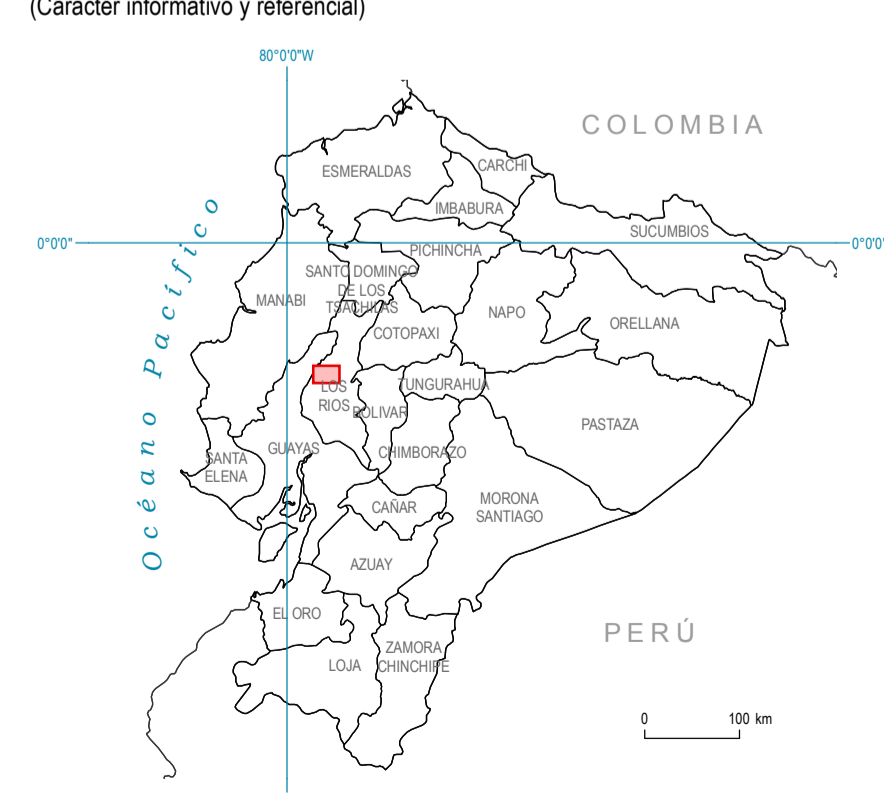 (Carácter informativo y referencial)
80°0'0"W
COLOMBIA
ESMERALDAS
CARCHI
IMBABURA
SUCUMBIOS
0°0'0"
0°0'0"
PICHINCHA
SANTO DOMINGO
DE LOS
TSACHILAS
MANABI
NAPO
ORELLANA
COTOPAXI
Océano Pacífico
TUNGURAHUA
LOS
RIOS
BOLIVAR
PASTAZA
GUAYAS
CHIMBORAZO
SANTA
ELENA
MORONA
SANTIAGO
CAÑAR
AZUAY
EL ORO
PERÚ
ZAMORA
CHINCHIPE
LOJA
0 100 km